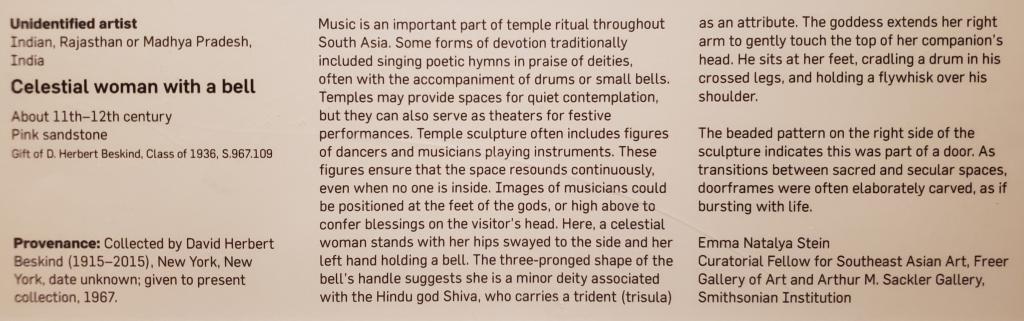 Unidentified artist
Indian, Rajasthan or Madhya Pradesh,
India
Celestial woman with a bell
About 11th–12th century
Pink sandstone
Gift of D. Herbert Beskind, Class of 1936, S.967.109
Provenance: Collected by David Herbert
Beskind (1915–2015), New York, New
York, date unknown; given to present
collection, 1967.
Music is an important part of temple ritual throughout
South Asia. Some forms of devotion traditionally
included singing poetic hymns in praise of deities,
often with the accompaniment of drums or small bells.
Temples may provide spaces for quiet contemplation,
but they can also serve as theaters for festive
performances. Temple sculpture often includes figures
of dancers and musicians playing instruments. These
figures ensure that the space resounds continuously,
even when no one is inside. Images of musicians could
be positioned at the feet of the gods, or high above to
confer blessings on the visitor's head. Here, a celestial
woman stands with her hips swayed to the side and her
left hand holding a bell. The three-pronged shape of the
bell's handle suggests she is a minor deity associated
with the Hindu god Shiva, who carries a trident (trisula)
as an attribute. The goddess extends her right
arm to gently touch the top of her companion's
head. He sits at her feet, cradling a drum in his
crossed legs, and holding a flywhisk over his
shoulder.
The beaded pattern on the right side of the
sculpture indicates this was part of a door. As
transitions between sacred and secular spaces,
doorframes were often elaborately carved, as if
bursting with life.
Emma Natalya Stein
Curatorial Fellow for Southeast Asian Art, Freer
Gallery of Art and Arthur M. Sackler Gallery,
Smithsonian Institution